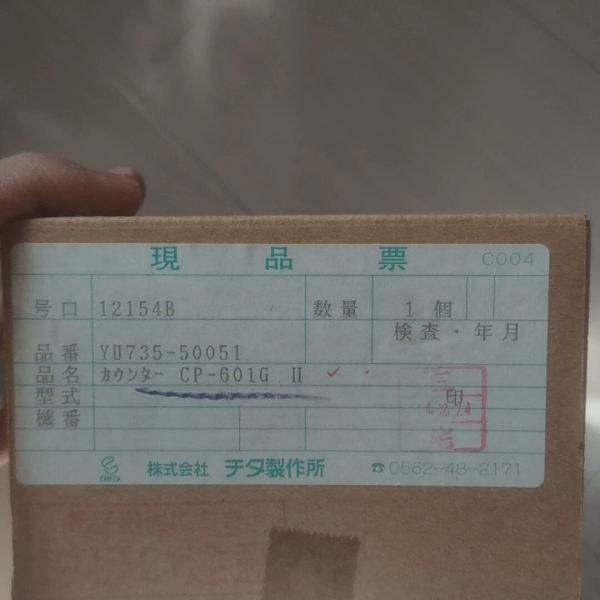 現品票 C004
号口 12154B 数量 1個
検査・年月
品番 YU735-50051
品名 カウンター CP-601G Ⅱ
型式 印
機番
CHITA 株式会社 チタ製作所 ☎0562-48-2171